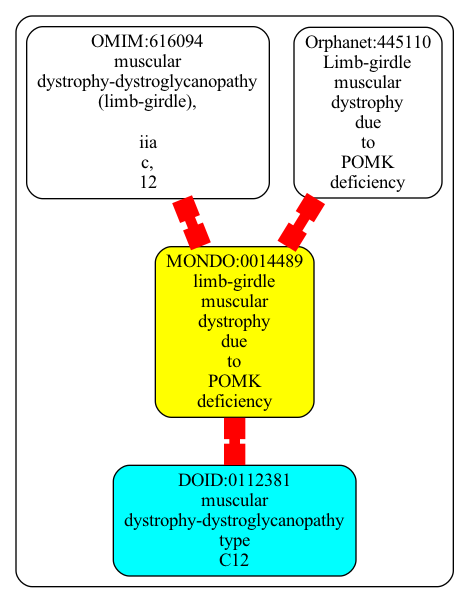 OMIM:616094
muscular
dystrophy-dystroglycanopathy
(limb-girdle),
iia
c,
12
Orphanet:445110
Limb-girdle
muscular
dystrophy
due
to
POMK
deficiency
MONDO:0014489
limb-girdle
muscular
dystrophy
due
to
POMK
deficiency
DOID:0112381
muscular
dystrophy-dystroglycanopathy
type
C12